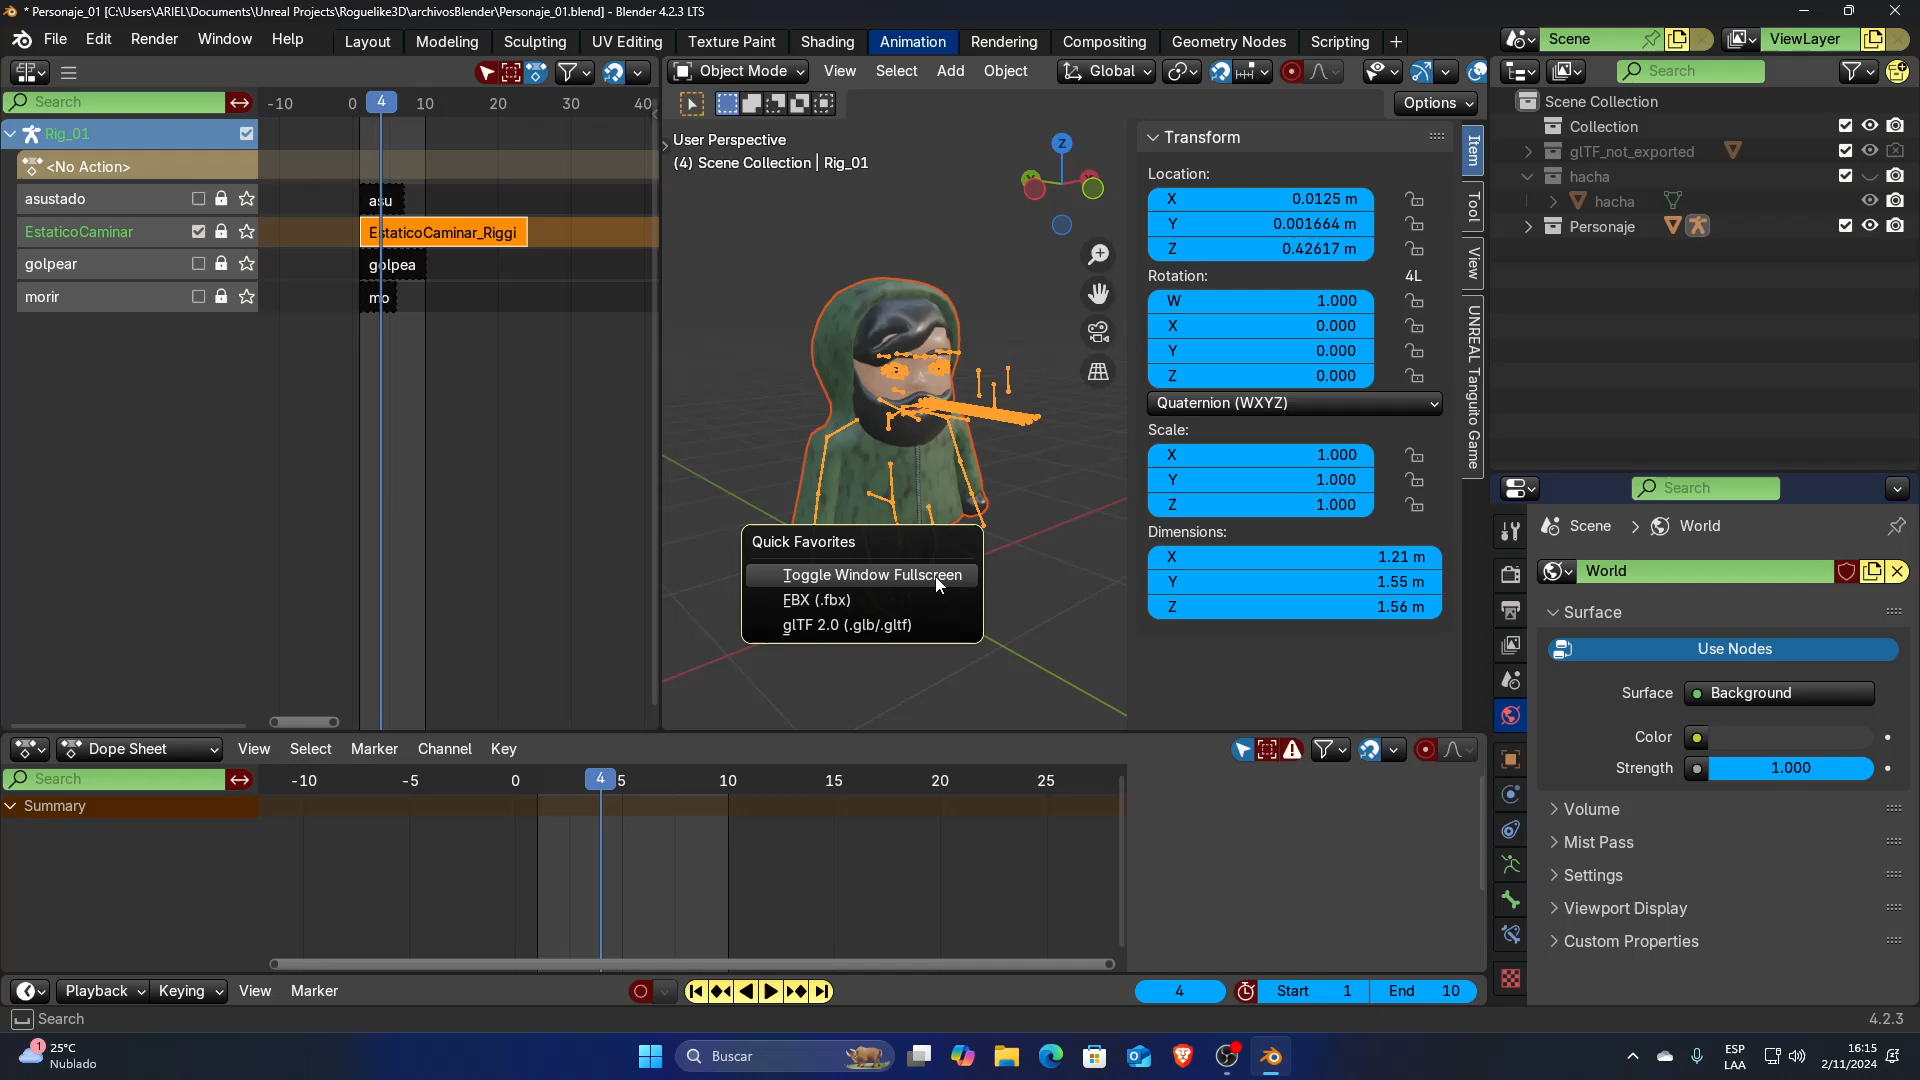 * Personaje_01 [C:\Users\ARIEL\Documents\Unreal Projects\Roguelike3D\archivosBlender\Personaje_01.blend] - Blender 4.2.3 LTS
File Edit Render Window Help
Layout Modeling Sculpting UV Editing Texture Paint Shading Animation Rendering Compositing Geometry Nodes Scripting +
Scene
ViewLayer
Object Mode View Select Add Object Global
Search
Search
-10 0 4 10 20 30 40
Options
Rig_01
<No Action>
asustado
asu
EstaticoCaminar
EstaticoCaminar_Riggi
golpear
golpea
morir
mo
User Perspective
(4) Scene Collection | Rig_01
Z
Quick Favorites
Toggle Window Fullscreen
FBX (.fbx)
glTF 2.0 (.glb/.gltf)
Transform
Location:
X 0.0125 m
Y 0.001664 m
Z 0.42617 m
Rotation: 4L
W 1.000
X 0.000
Y 0.000
Z 0.000
Quaternion (WXYZ)
Scale:
X 1.000
Y 1.000
Z 1.000
Dimensions:
X 1.21 m
Y 1.55 m
Z 1.56 m
Item
Tool
View
UNREAL Tanguito Game
Scene Collection
Collection
glTF_not_exported
hacha
hacha
Personaje
Search
Scene > World
World
Surface
Use Nodes
Surface Background
Color
Strength 1.000
Volume
Mist Pass
Settings
Viewport Display
Custom Properties
Dope Sheet View Select Marker Channel Key
Search
-10 -5 0 4 5 10 15 20 25
Summary
Playback Keying View Marker
4 Start 1 End 10
Search
4.2.3
1
25°C
Nublado
Buscar
ESP
LAA
16:15
2/11/2024